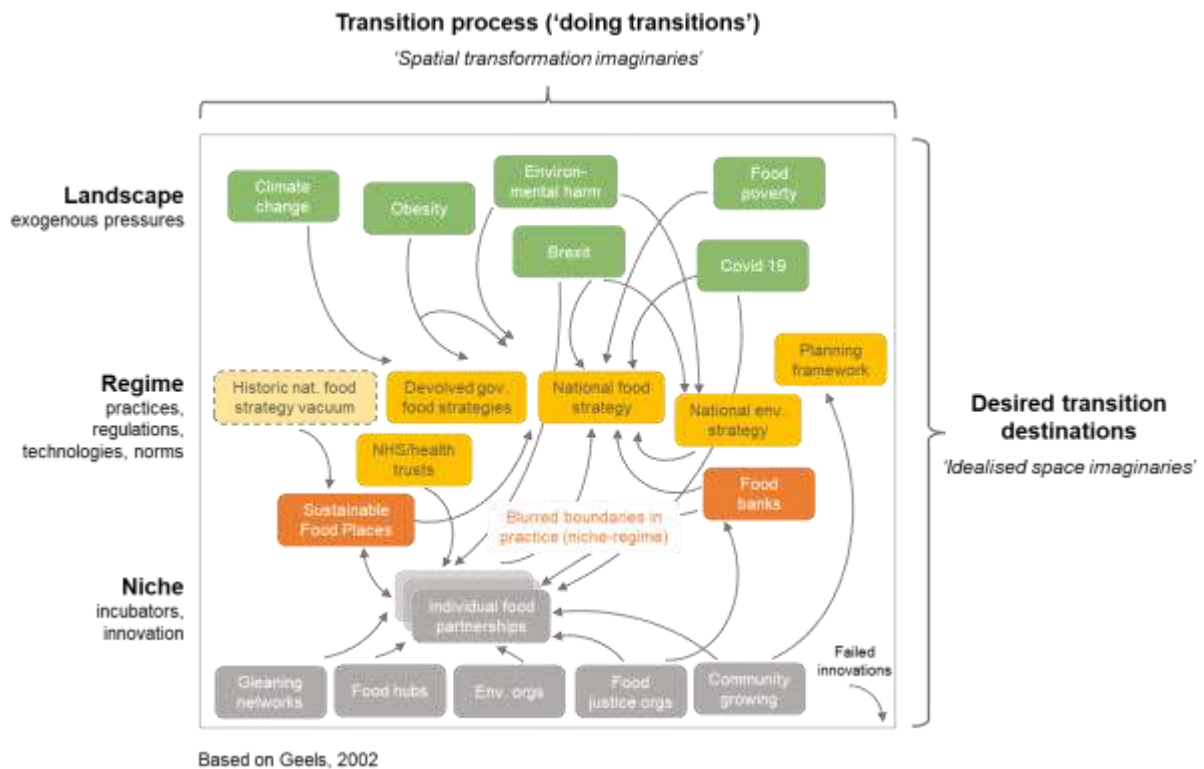 Transition process (‘doing transitions’)
‘Spatial transformation imaginaries’
Landscape
exogenous pressures
Climate
change
Obesity
Environ-
mental harm
Food
poverty
Brexit
Covid 19
Regime
practices,
regulations,
technologies, norms
Historic nat. food
strategy vacuum
Devolved gov.
food strategies
National food
strategy
National env.
strategy
Planning
framework
NHS/health
trusts
Sustainable
Food Places
Blurred boundaries in
practice (niche-regime)
Food
banks
Desired transition
destinations
‘Idealised space imaginaries’
Niche
incubators,
innovation
Individual food
partnerships
Gleaning
networks
Food hubs
Env. orgs
Food
justice orgs
Community
growing
Failed
innovations
Based on Geels, 2002